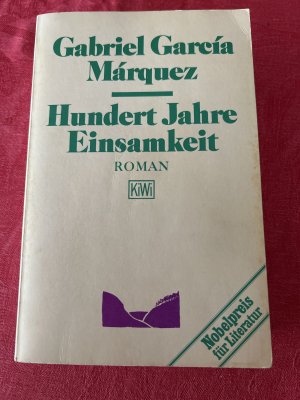 Gabriel García
Márquez
Hundert Jahre
Einsamkeit
ROMAN
KiWi
Nobelpreis
für Literatur